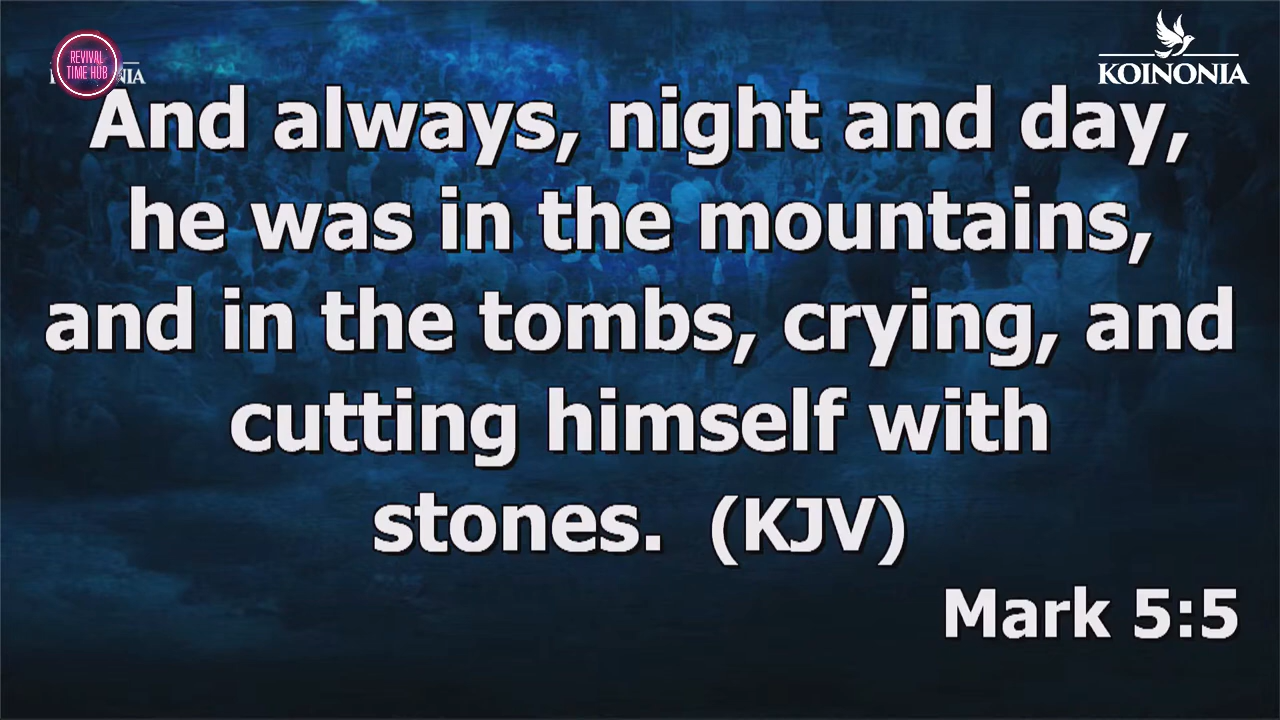 REVIVAL
TIME HUB
KOINONIA
And always, night and day,
he was in the mountains,
and in the tombs, crying, and
cutting himself with
stones. (KJV)
Mark 5:5